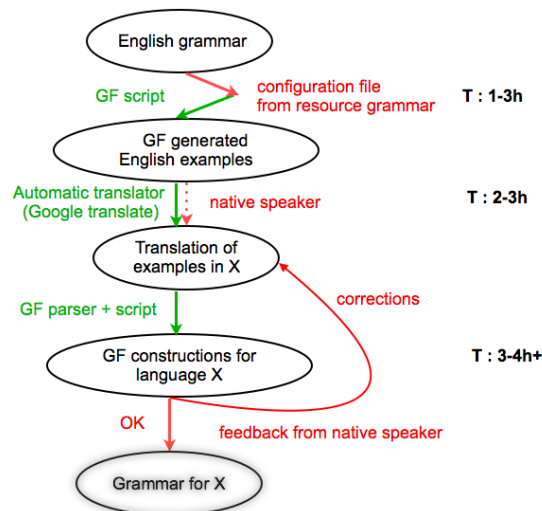 English grammar
GF script
configuration file
from resource grammar
T : 1-3h
GF generated
English examples
Automatic translator
(Google translate)
native speaker
T : 2-3h
Translation of
examples in X
GF parser + script
corrections
GF constructions for
language X
T : 3-4h+
OK
feedback from native speaker
Grammar for X